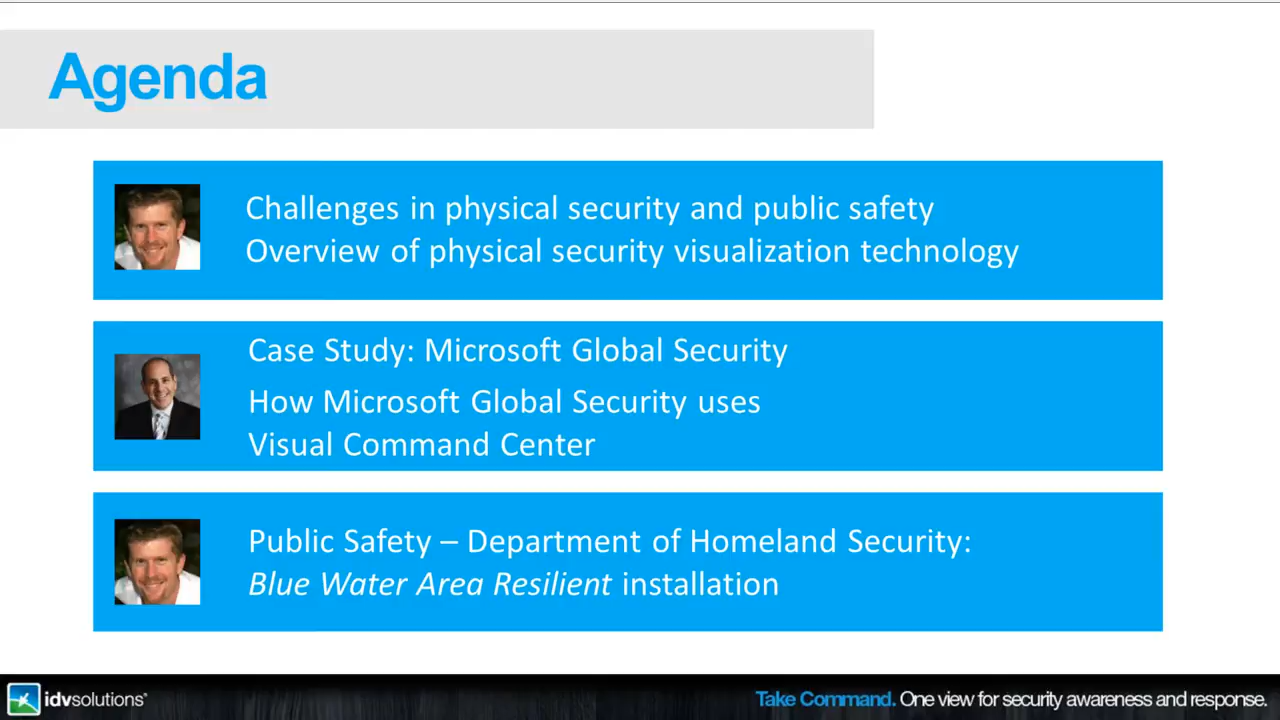 Agenda
Challenges in physical security and public safety
Overview of physical security visualization technology
Case Study: Microsoft Global Security
How Microsoft Global Security uses
Visual Command Center
Public Safety – Department of Homeland Security:
Blue Water Area Resilient installation
idvsolutions
Take Command. One view for security awareness and response.